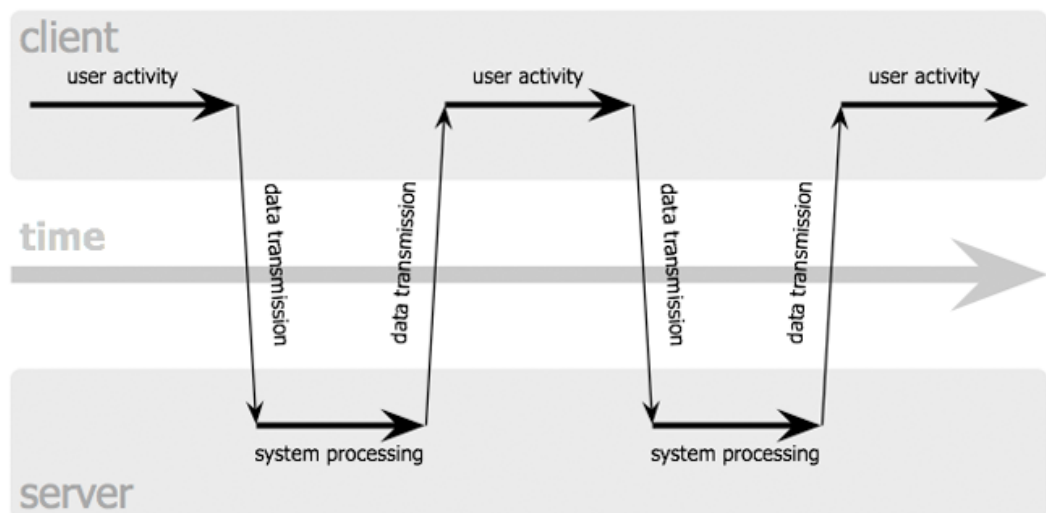 client
user activity
user activity
user activity
data transmission
data transmission
data transmission
data transmission
time
system processing
system processing
server